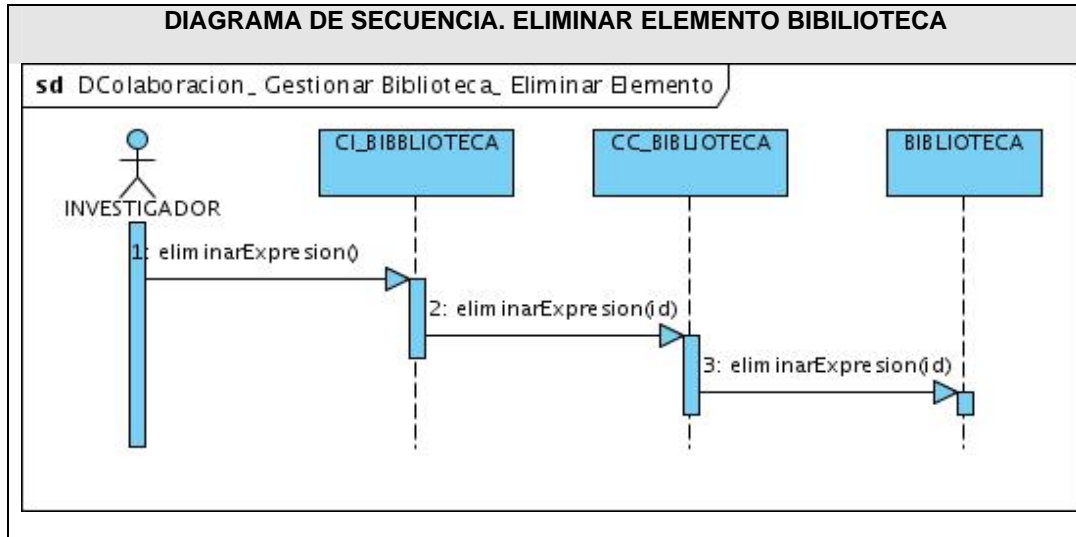 DIAGRAMA DE SECUENCIA. ELIMINAR ELEMENTO BIBILIOTECA
sd DColaboracion_ Gestionar Biblioteca_ Eliminar Elemento
CI_BIBBLIOTECA
CC_BIBLIOTECA
BIBLIOTECA
INVESTIGADOR
1: eliminarExpresion()
2: eliminarExpresion(id)
3: eliminarExpresion(id)